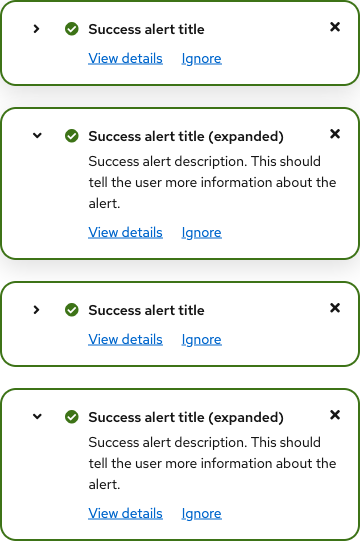 Success alert title
View details Ignore
Success alert title (expanded)
Success alert description. This should
tell the user more information about the
alert.
View details Ignore
Success alert title
View details Ignore
Success alert title (expanded)
Success alert description. This should
tell the user more information about the
alert.
View details Ignore